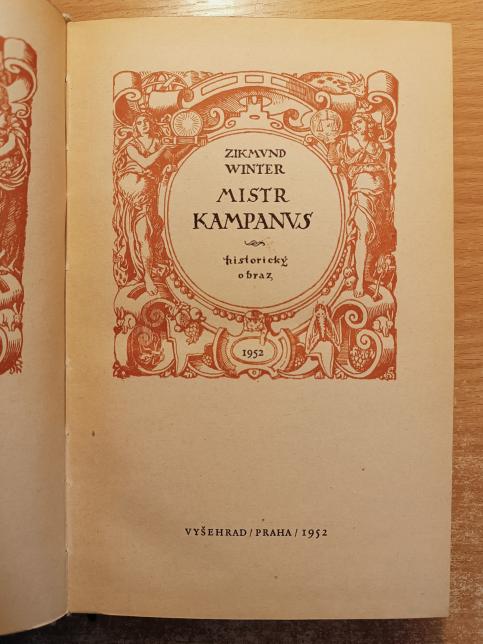 ZIKMVND
WINTER
MISTR
KAMPANVS
historický
obraz
1952
VYŠEHRAD/PRAHA/1952